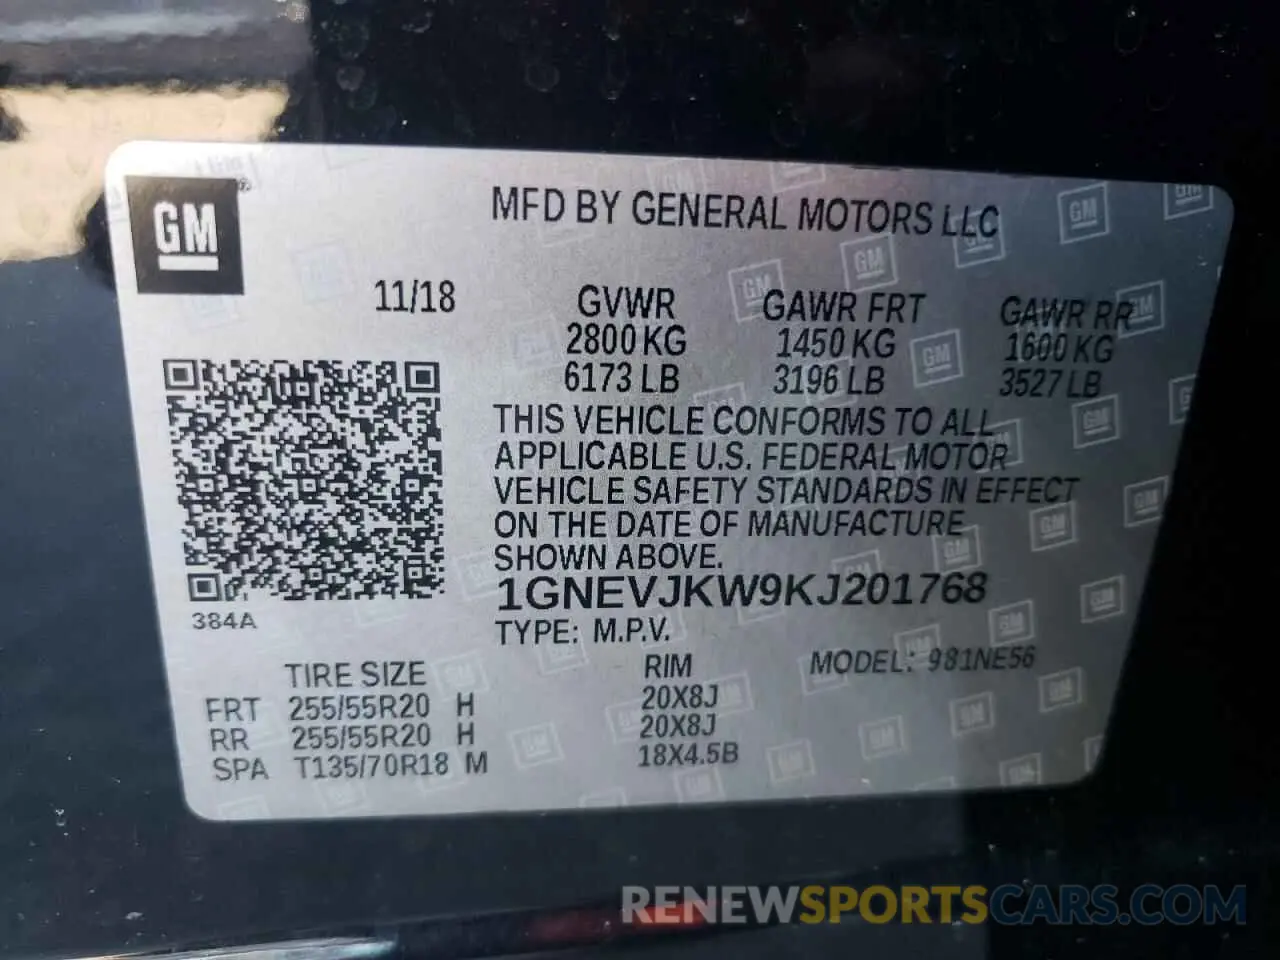 GM
MFD BY GENERAL MOTORS LLC
11/18 GVWR GAWR FRT GAWR RR
2800 KG 1450 KG 1600 KG
6173 LB 3196 LB 3527 LB
THIS VEHICLE CONFORMS TO ALL
APPLICABLE U.S. FEDERAL MOTOR
VEHICLE SAFETY STANDARDS IN EFFECT
ON THE DATE OF MANUFACTURE
SHOWN ABOVE.
1GNEVJKW9KJ201768
384A
TYPE: M.P.V.
TIRE SIZE RIM MODEL: 981NE56
FRT 255/55R20 H 20X8J
RR 255/55R20 H 20X8J
SPA T135/70R18 M 18X4.5B
RENEWSPORTSCARS.COM